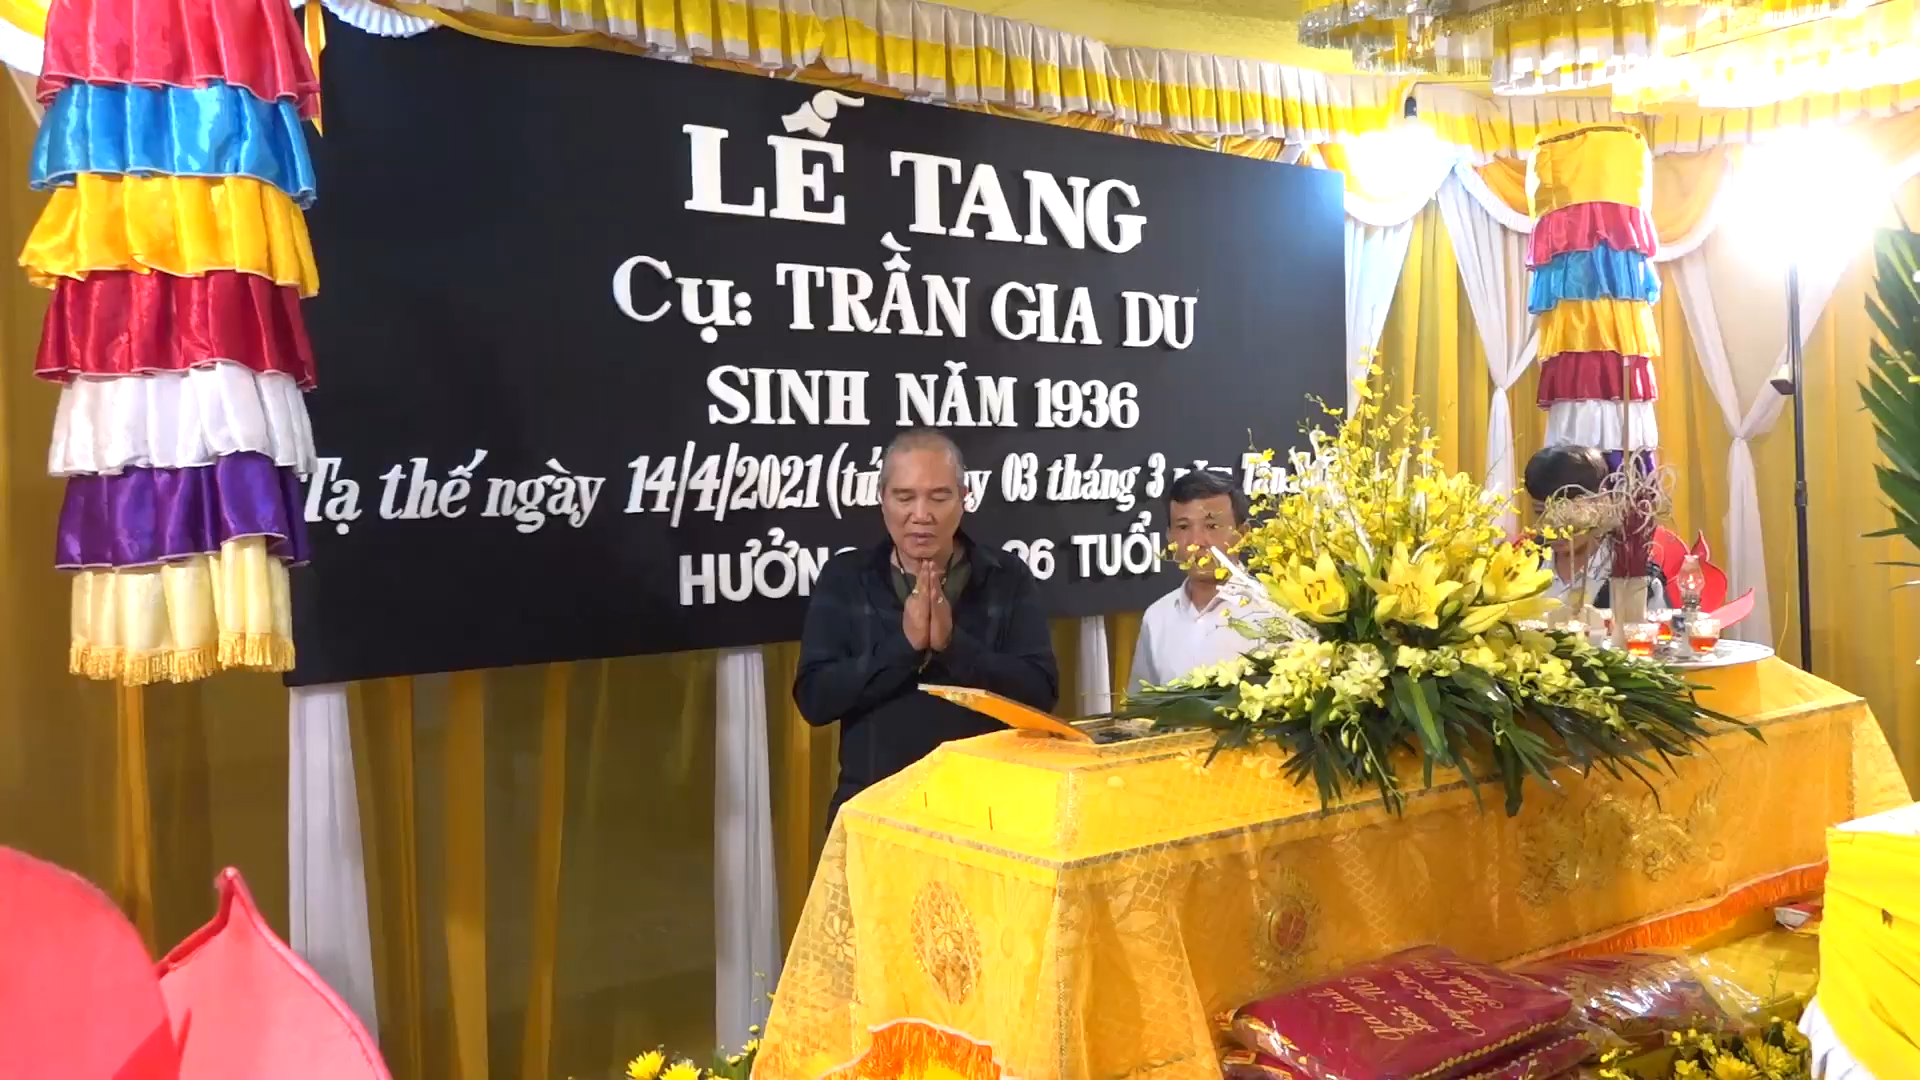 LỄ TANG
Cụ: TRẦN GIA DU
SINH NĂM 1936
Tạ thế ngày 14/4/2021 (tức 03 tháng 3
HƯỞNG 86 TUỔI